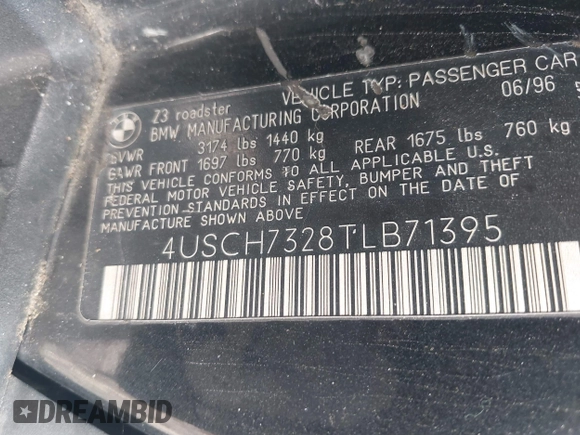 BMW
Z3 roadster VEHICLE TYP: PASSENGER CAR
BMW MANUFACTURING CORPORATION 06/96
GVWR 3174 lbs 1440 kg
GAWR FRONT 1697 lbs 770 kg REAR 1675 lbs 760 kg
THIS VEHICLE CONFORMS TO ALL APPLICABLE U.S.
FEDERAL MOTOR VEHICLE SAFETY, BUMPER AND THEFT
PREVENTION STANDARDS IN EFFECT ON THE DATE OF
MANUFACTURE SHOWN ABOVE
4USCH7328TLB71395
DREAMBID